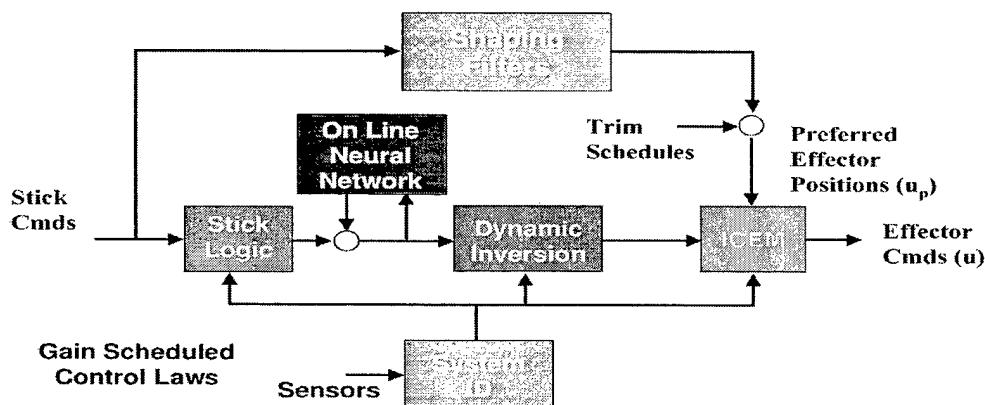 Shaping
Filters
On Line
Neural
Network
Trim
Schedules
Preferred
Effector
Positions (uₚ)
Stick
Cmds
Stick
Logic
Dynamic
Inversion
ICEM
Effector
Cmds (u)
Gain Scheduled
Control Laws
Sensors
System
ID